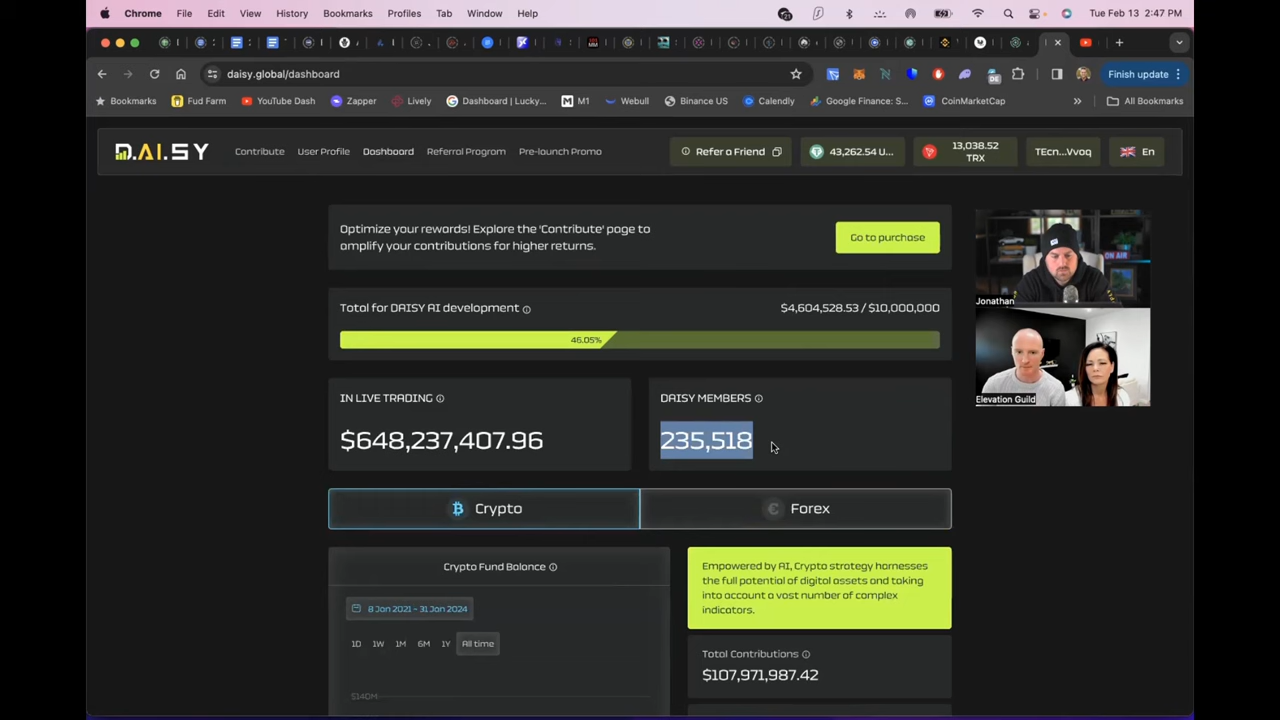 Chrome File Edit View History Bookmarks Profiles Tab Window Help
Tue Feb 13 2:47 PM
daisy.global/dashboard
Finish update
Bookmarks Fud Farm YouTube Dash Zapper Lively Dashboard | Lucky... M1 Webull Binance US Calendly Google Finance: S... CoinMarketCap » All Bookmarks
D.AI.SY Contribute User Profile Dashboard Referral Program Pre-launch Promo Refer a Friend 43,262.54 U... 13,038.52 TRX TEcn...Vvoq En
Optimize your rewards! Explore the 'Contribute' page to
amplify your contributions for higher returns.
Go to purchase
Total for DAISY AI development $4,604,528.53 / $10,000,000
46.05%
ON AIR
Jonathan
Elevation Guild
IN LIVE TRADING
$648,237,407.96
DAISY MEMBERS
235,518
Crypto
Forex
Crypto Fund Balance
8 Jan 2021 - 31 Jan 2024
1D 1W 1M 6M 1Y All time
$140M
Empowered by AI, Crypto strategy harnesses
the full potential of digital assets and taking
into account a vast number of complex
indicators.
Total Contributions
$107,971,987.42